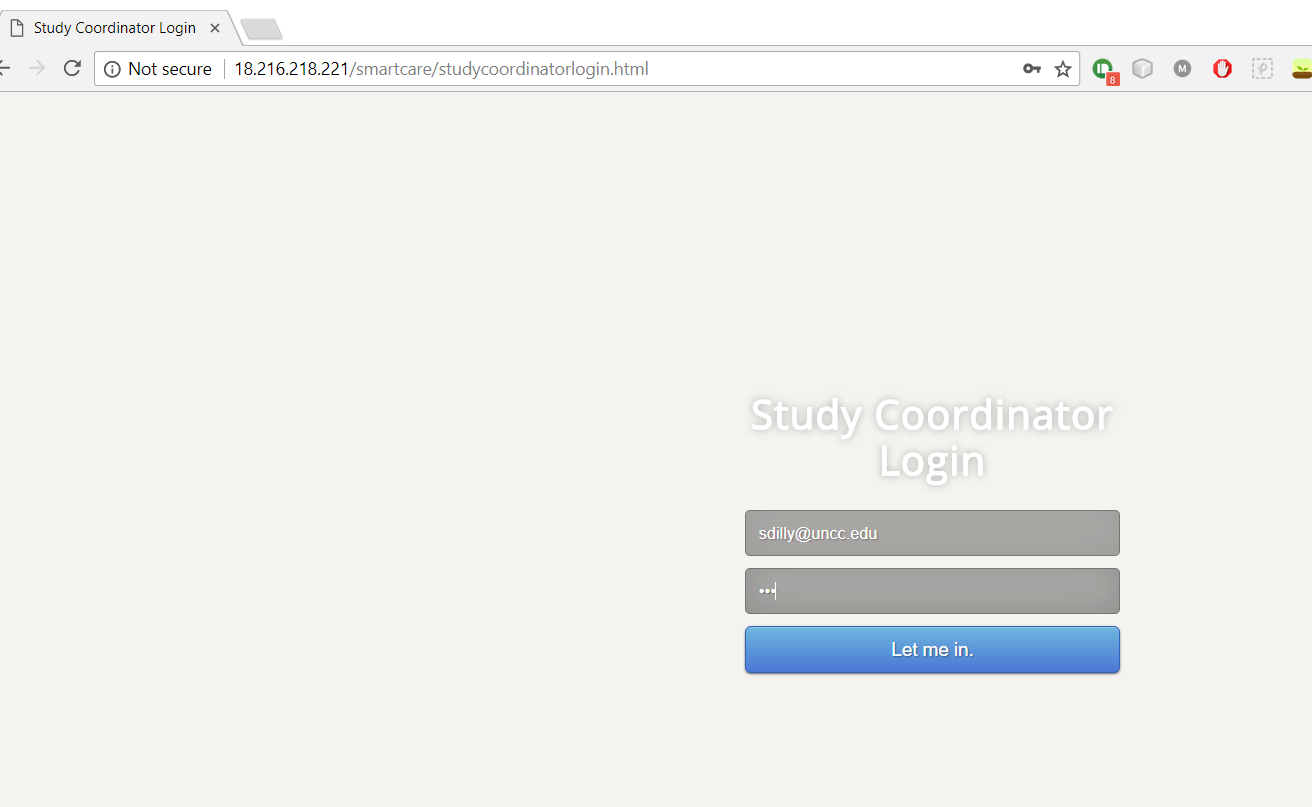 Study Coordinator Login
Not secure
18.216.218.221/smartcare/studycoordinatorlogin.html
8
M
Study Coordinator
Login
sdilly@uncc.edu
•••
Let me in.